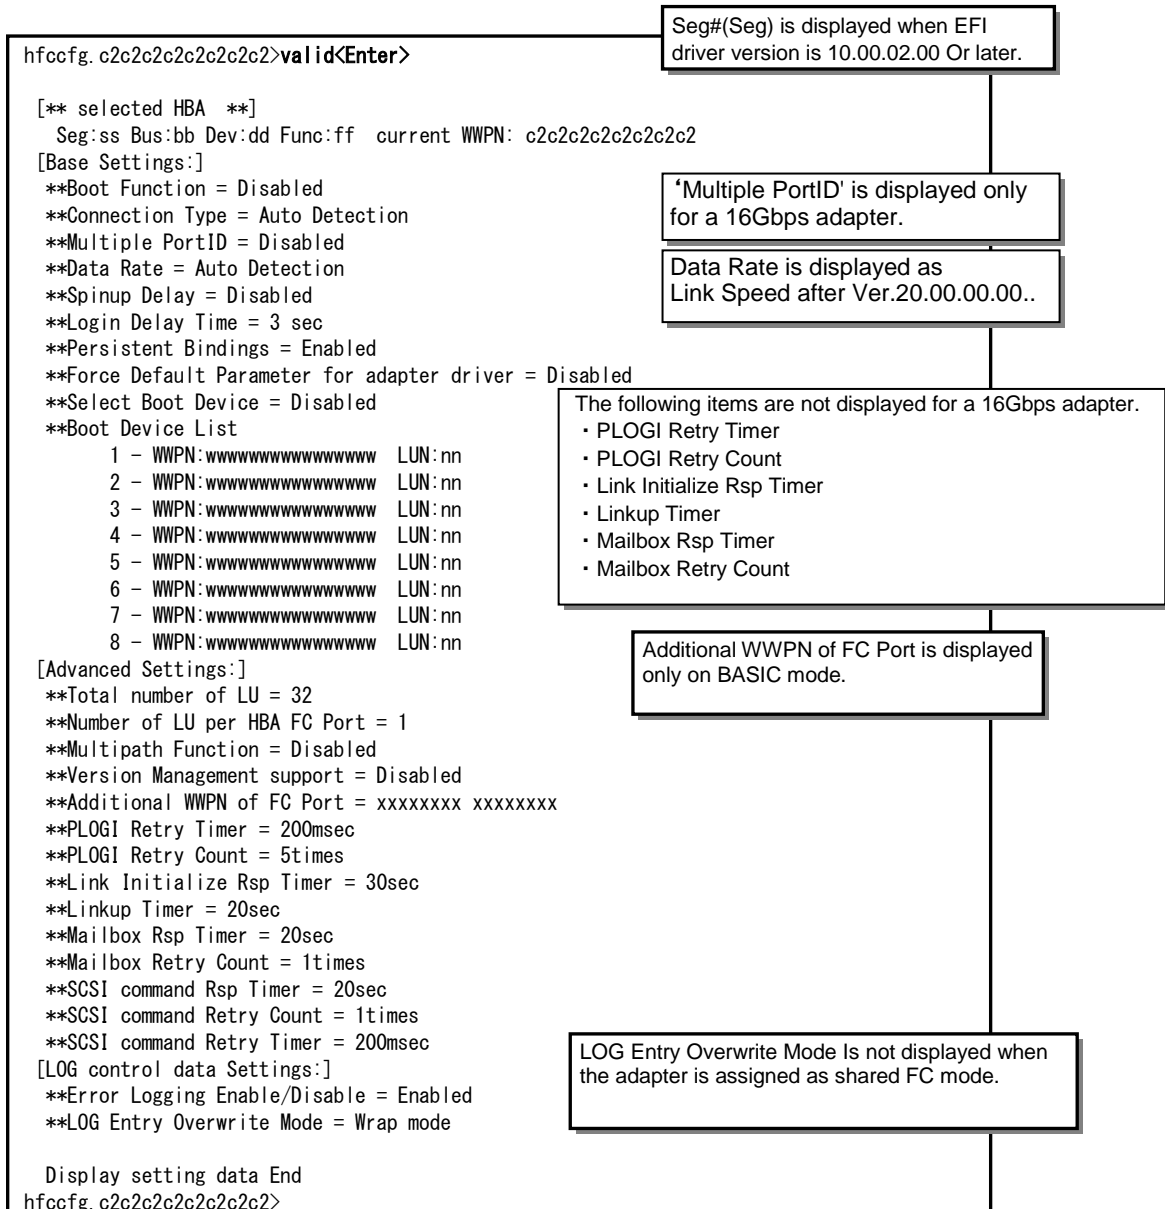 Seg#(Seg) is displayed when EFI
driver version is 10.00.02.00 Or later.
hfccfg.c2c2c2c2c2c2c2c2>valid<Enter>
[** selected HBA  **]
Seg:ss Bus:bb Dev:dd Func:ff  current WWPN: c2c2c2c2c2c2c2c2
[Base Settings:]
**Boot Function = Disabled
**Connection Type = Auto Detection
**Multiple PortID = Disabled
**Data Rate = Auto Detection
**Spinup Delay = Disabled
**Login Delay Time = 3 sec
**Persistent Bindings = Enabled
**Force Default Parameter for adapter driver = Disabled
**Select Boot Device = Disabled
**Boot Device List
1 - WWPN:wwwwwwwwwwwwwwww  LUN:nn
2 - WWPN:wwwwwwwwwwwwwwww  LUN:nn
3 - WWPN:wwwwwwwwwwwwwwww  LUN:nn
4 - WWPN:wwwwwwwwwwwwwwww  LUN:nn
5 - WWPN:wwwwwwwwwwwwwwww  LUN:nn
6 - WWPN:wwwwwwwwwwwwwwww  LUN:nn
7 - WWPN:wwwwwwwwwwwwwwww  LUN:nn
8 - WWPN:wwwwwwwwwwwwwwww  LUN:nn
[Advanced Settings:]
**Total number of LU = 32
**Number of LU per HBA FC Port = 1
**Multipath Function = Disabled
**Version Management support = Disabled
**Additional WWPN of FC Port = xxxxxxxx xxxxxxxx
**PLOGI Retry Timer = 200msec
**PLOGI Retry Count = 5times
**Link Initialize Rsp Timer = 30sec
**Linkup Timer = 20sec
**Mailbox Rsp Timer = 20sec
**Mailbox Retry Count = 1times
**SCSI command Rsp Timer = 20sec
**SCSI command Retry Count = 1times
**SCSI command Retry Timer = 200msec
[LOG control data Settings:]
**Error Logging Enable/Disable = Enabled
**LOG Entry Overwrite Mode = Wrap mode
Display setting data End
hfccfg.c2c2c2c2c2c2c2c2>
‘Multiple PortID' is displayed only
for a 16Gbps adapter.
Data Rate is displayed as
Link Speed after Ver.20.00.00.00..
The following items are not displayed for a 16Gbps adapter.
・PLOGI Retry Timer
・PLOGI Retry Count
・Link Initialize Rsp Timer
・Linkup Timer
・Mailbox Rsp Timer
・Mailbox Retry Count
Additional WWPN of FC Port is displayed
only on BASIC mode.
LOG Entry Overwrite Mode Is not displayed when
the adapter is assigned as shared FC mode.